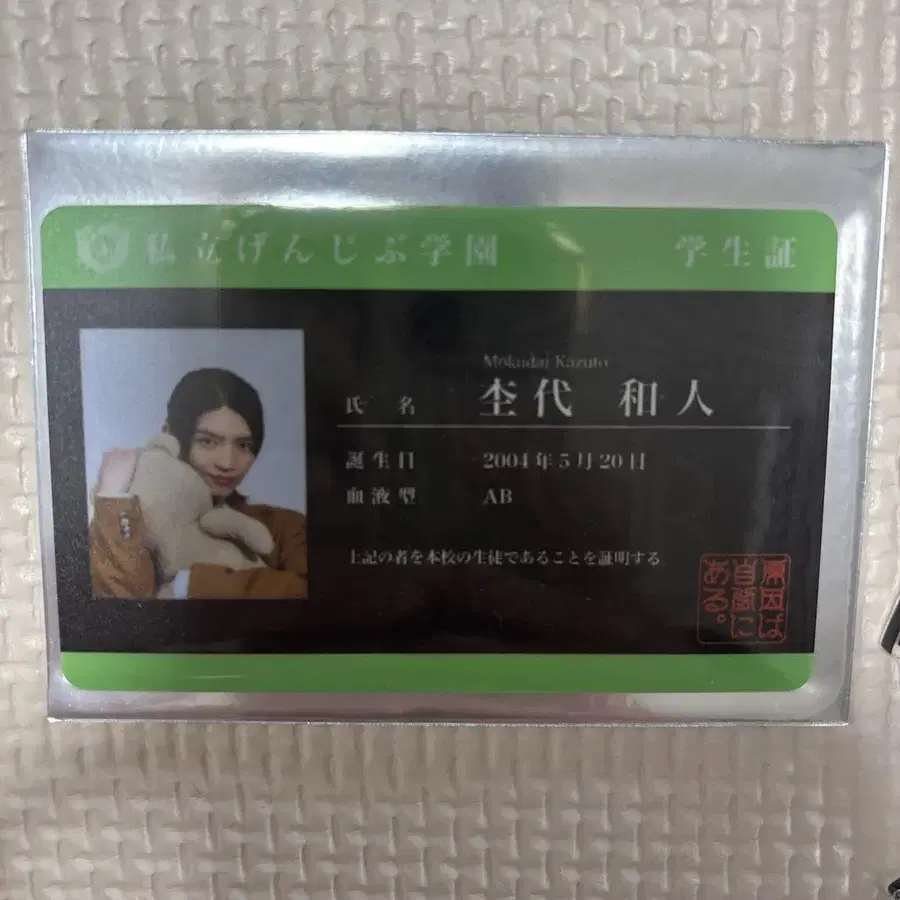 私立げんじぶ学園 学生証
Mokudai Kazuto
氏 名 杢代 和人
誕生日 2004年5月20日
血液型 AB
上記の者を本校の生徒であることを証明する
原因は
自分に
ある。